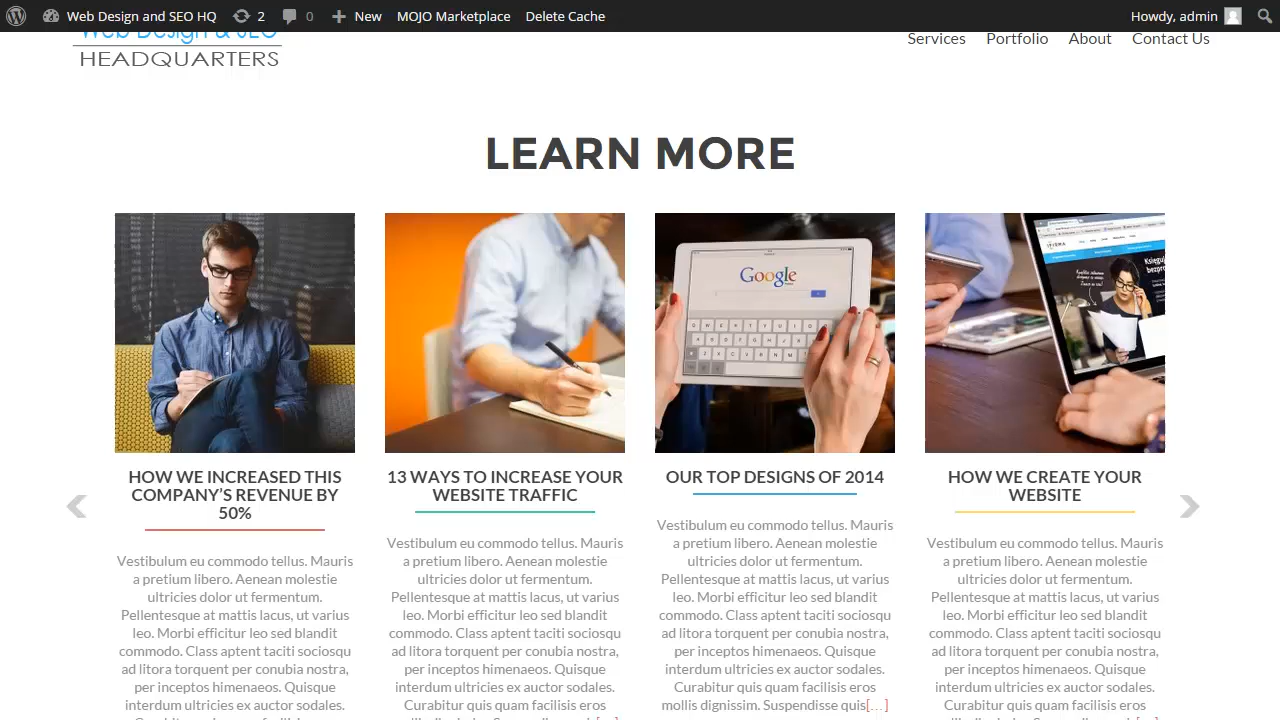 Web Design and SEO HQ 2 0 New MOJO Marketplace Delete Cache Howdy, admin
Web Design & SEO
HEADQUARTERS
Services Portfolio About Contact Us
LEARN MORE
Google
HOW WE INCREASED THIS
COMPANY'S REVENUE BY
50%
Vestibulum eu commodo tellus. Mauris
a pretium libero. Aenean molestie
ultricies dolor ut fermentum.
Pellentesque at mattis lacus, ut varius
leo. Morbi efficitur leo sed blandit
commodo. Class aptent taciti sociosqu
ad litora torquent per conubia nostra,
per inceptos himenaeos. Quisque
interdum ultricies ex auctor sodales.
13 WAYS TO INCREASE YOUR
WEBSITE TRAFFIC
Vestibulum eu commodo tellus. Mauris
a pretium libero. Aenean molestie
ultricies dolor ut fermentum.
Pellentesque at mattis lacus, ut varius
leo. Morbi efficitur leo sed blandit
commodo. Class aptent taciti sociosqu
ad litora torquent per conubia nostra,
per inceptos himenaeos. Quisque
interdum ultricies ex auctor sodales.
Curabitur quis quam facilisis eros
OUR TOP DESIGNS OF 2014
Vestibulum eu commodo tellus. Mauris
a pretium libero. Aenean molestie
ultricies dolor ut fermentum.
Pellentesque at mattis lacus, ut varius
leo. Morbi efficitur leo sed blandit
commodo. Class aptent taciti sociosqu
ad litora torquent per conubia nostra,
per inceptos himenaeos. Quisque
interdum ultricies ex auctor sodales.
Curabitur quis quam facilisis eros
mollis dignissim. Suspendisse quis[…]
HOW WE CREATE YOUR
WEBSITE
Vestibulum eu commodo tellus. Mauris
a pretium libero. Aenean molestie
ultricies dolor ut fermentum.
Pellentesque at mattis lacus, ut varius
leo. Morbi efficitur leo sed blandit
commodo. Class aptent taciti sociosqu
ad litora torquent per conubia nostra,
per inceptos himenaeos. Quisque
interdum ultricies ex auctor sodales.
Curabitur quis quam facilisis eros